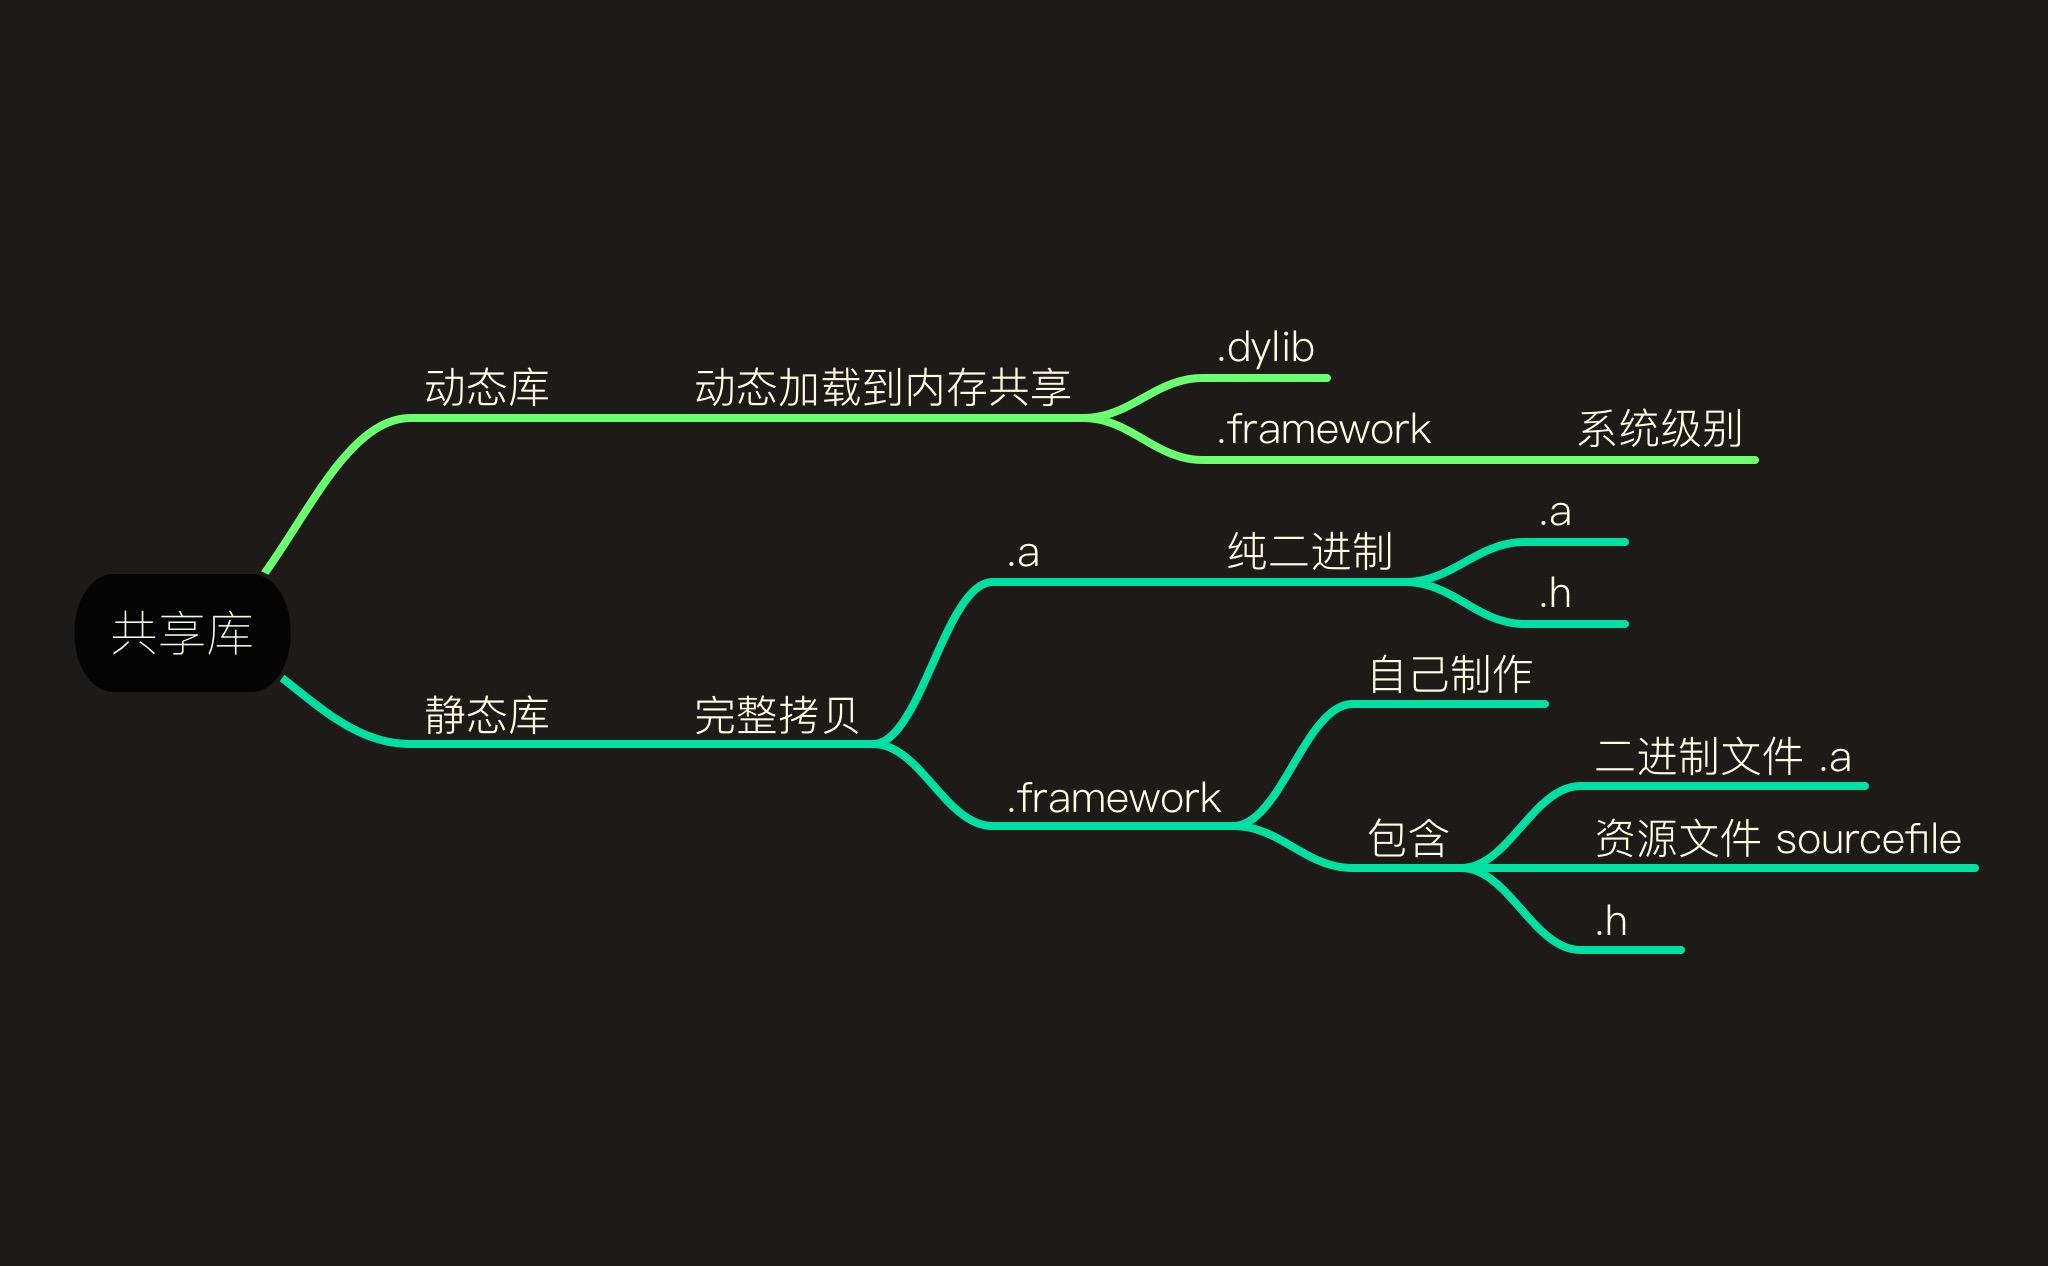 共享库
动态库
动态加载到内存共享
.dylib
.framework
系统级别
静态库
完整拷贝
.a
纯二进制
.a
.h
.framework
自己制作
包含
二进制文件 .a
资源文件 sourcefile
.h